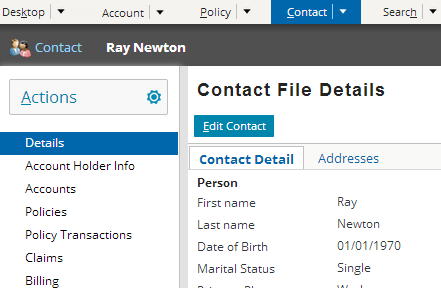 Desktop Account Policy Contact Search
Contact Ray Newton
Actions
Details
Account Holder Info
Accounts
Policies
Policy Transactions
Claims
Billing
Contact File Details
Edit Contact
Contact Detail Addresses
Person
First name Ray
Last name Newton
Date of Birth 01/01/1970
Marital Status Single